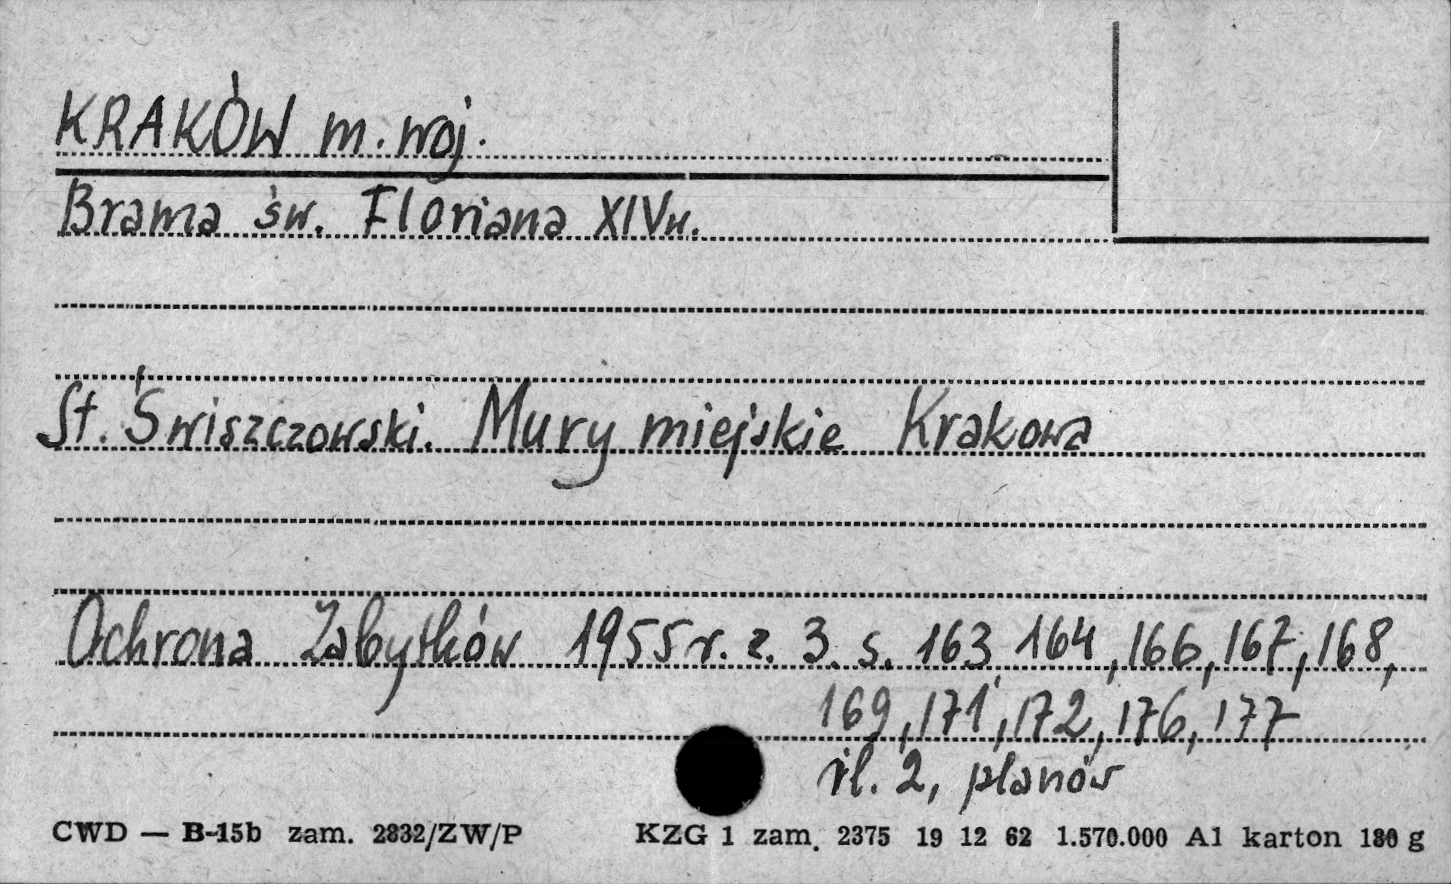 KRAKÓW m. woj.
Brama św. Floriana XIVw.
St. Świszczowski. Mury miejskie Krakowa
Ochrona Zabytków 1955 r. z. 3. s. 163, 164, 166, 167, 168,
169, 171, 172, 176, 177
il. 2, planów
CWD — B-15b zam. 2832/ZW/P KZG 1 zam. 2375 19 12 62 1.570.000 A1 karton 180 g